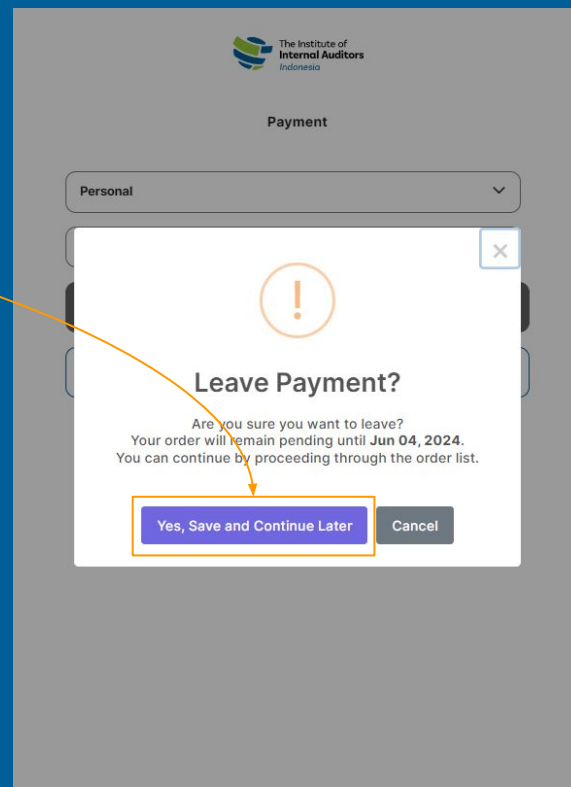 The Institute of
Internal Auditors
Indonesia
Payment
Personal
×
!
Leave Payment?
Are you sure you want to leave?
Your order will remain pending until Jun 04, 2024.
You can continue by proceeding through the order list.
Yes, Save and Continue Later
Cancel